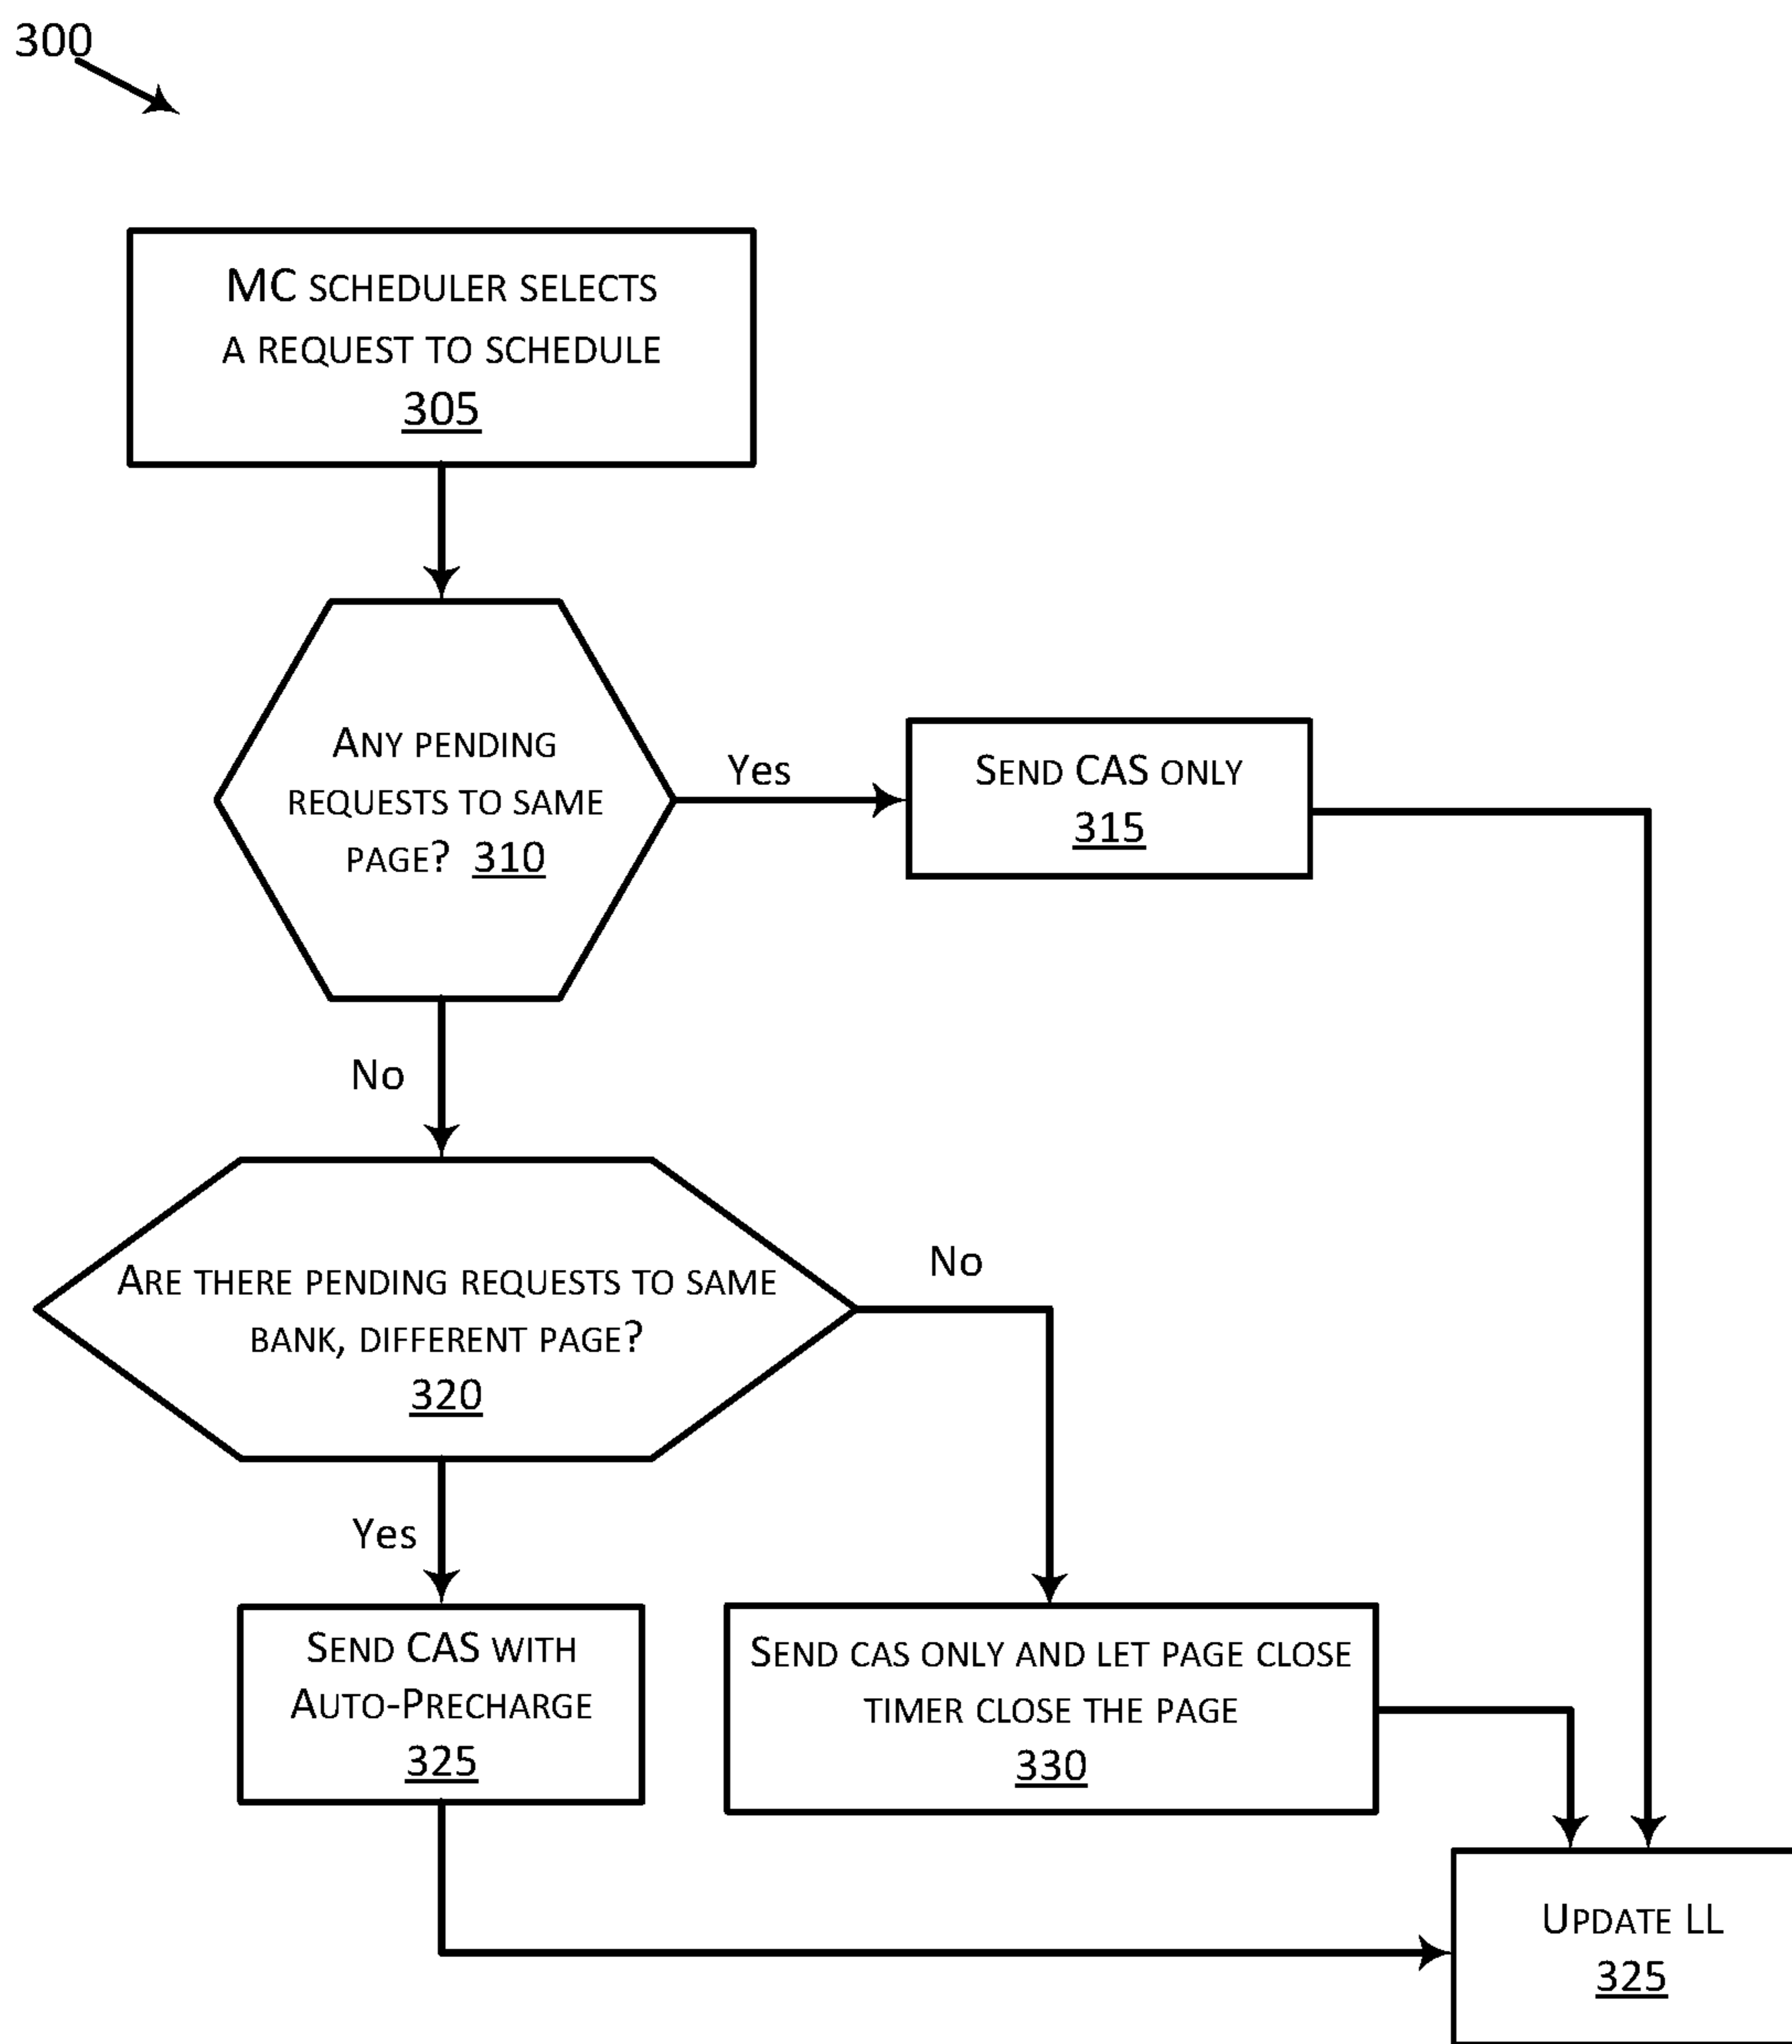 300
MC SCHEDULER SELECTS
A REQUEST TO SCHEDULE
305
ANY PENDING
REQUESTS TO SAME
PAGE? 310
Yes
SEND CAS ONLY
315
No
ARE THERE PENDING REQUESTS TO SAME
BANK, DIFFERENT PAGE?
320
No
Yes
SEND CAS WITH
AUTO-PRECHARGE
325
SEND CAS ONLY AND LET PAGE CLOSE
TIMER CLOSE THE PAGE
330
UPDATE LL
325